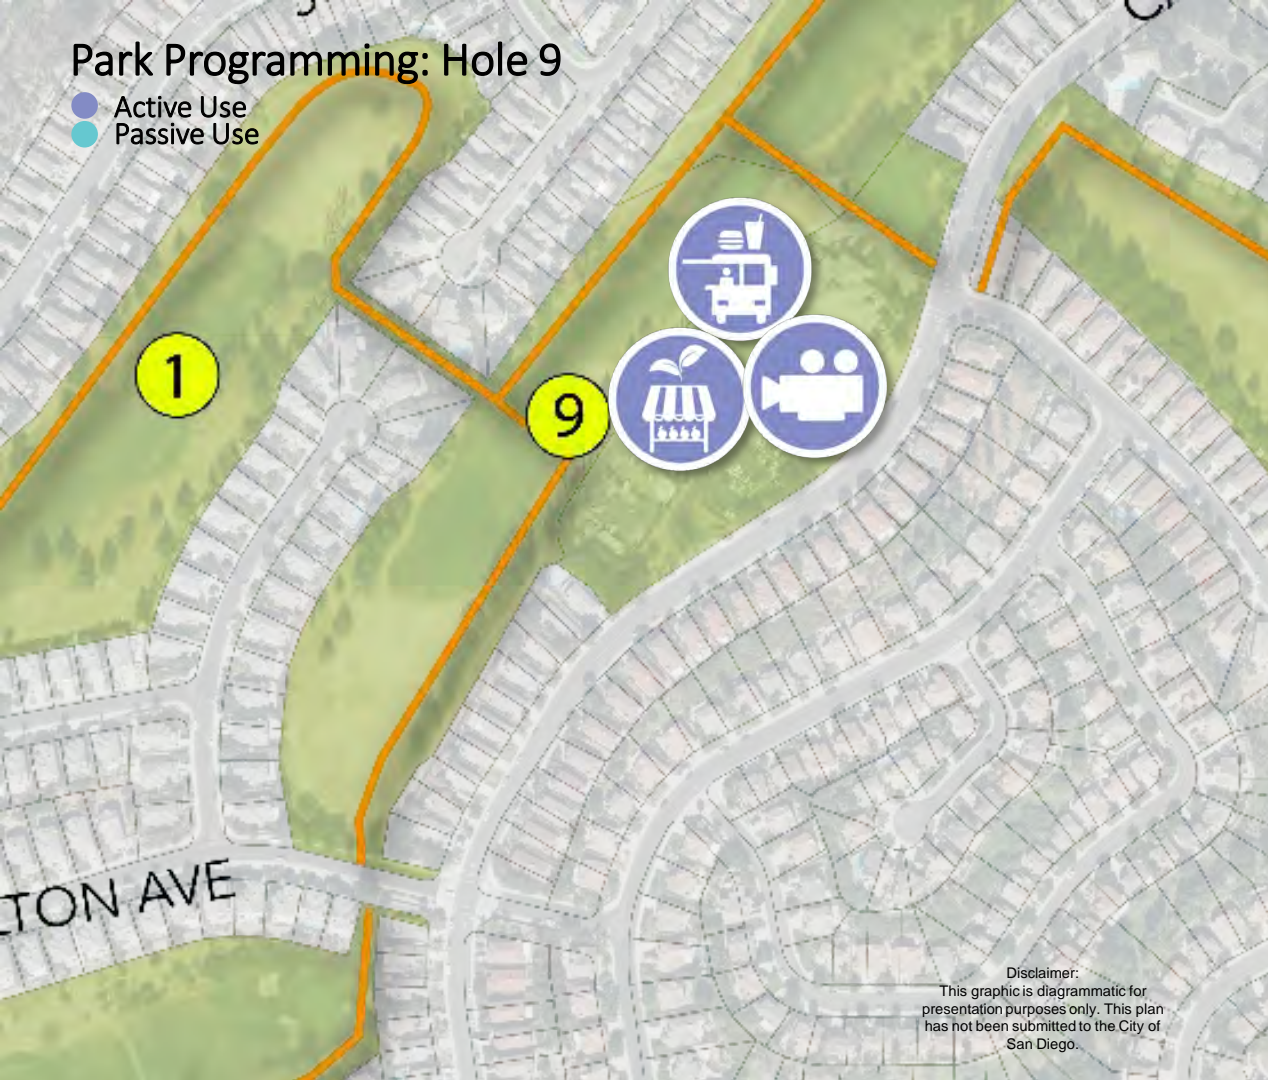 Park Programming: Hole 9
Active Use
Passive Use
1
9
LTON AVE
Disclaimer:
This graphic is diagrammatic for
presentation purposes only. This plan
has not been submitted to the City of
San Diego.